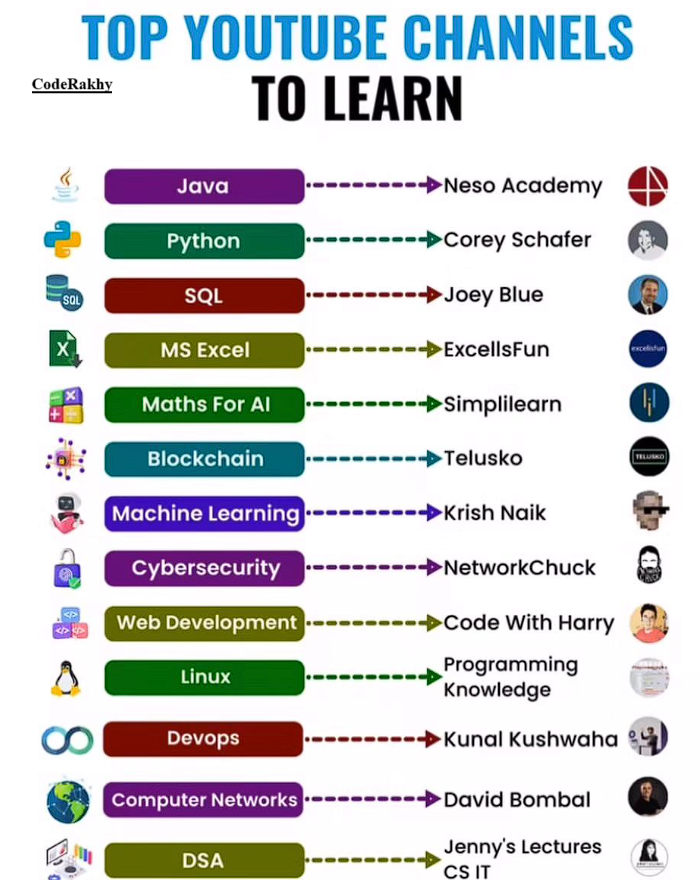 TOP YOUTUBE CHANNELS
CodeRakhy
TO LEARN
Java Neso Academy
Python Corey Schafer
SQL SQL Joey Blue
X MS Excel ExcelIsFun excelisfun
Maths For AI Simplilearn
Blockchain Telusko TELUSKO
Machine Learning Krish Naik
Cybersecurity NetworkChuck
Web Development Code With Harry
Linux Programming
Knowledge
Devops Kunal Kushwaha
Computer Networks David Bombal
DSA Jenny's Lectures
CS IT